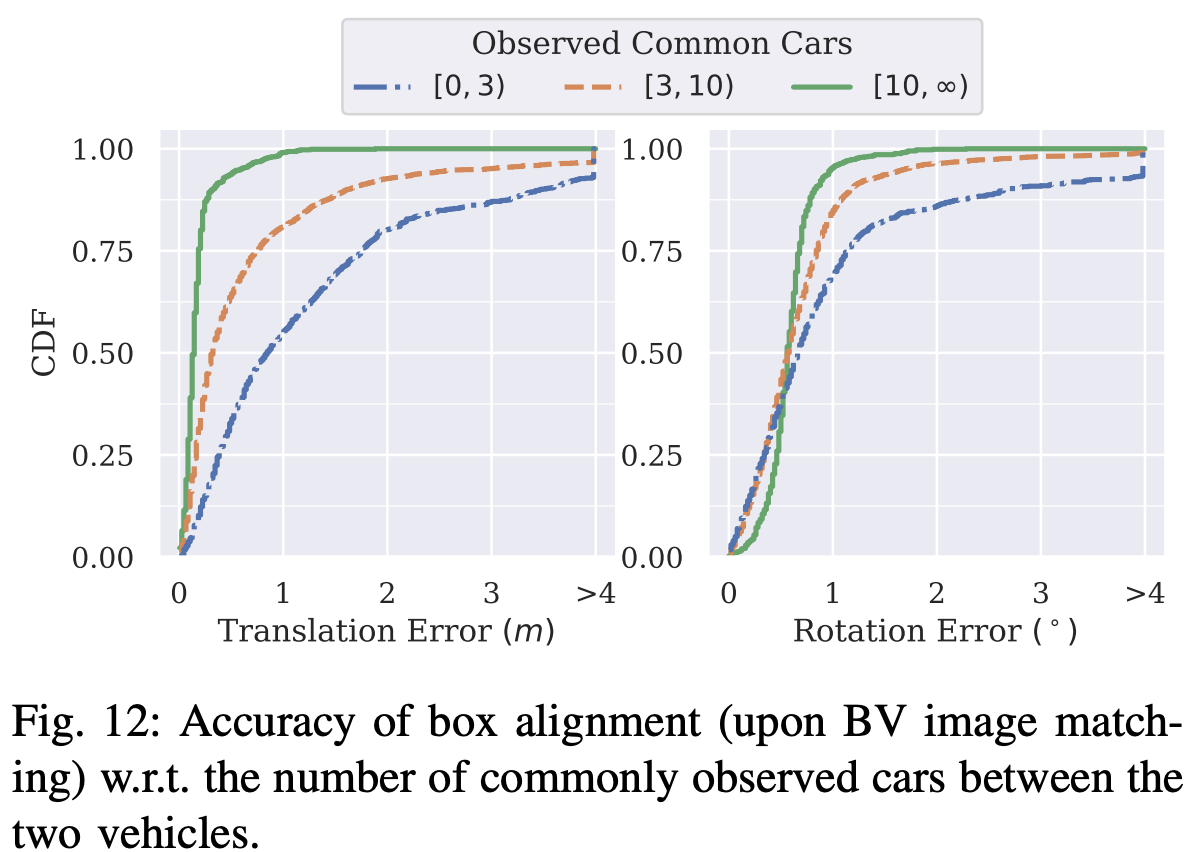 Observed Common Cars
[0, 3) [3, 10) [10, ∞)
1.00 1.00
0.75 0.75
CDF
0.50 0.50
0.25 0.25
0.00 0.00
0 1 2 3 >4 0 1 2 3 >4
Translation Error (m) Rotation Error (°)
Fig. 12: Accuracy of box alignment (upon BV image match-
ing) w.r.t. the number of commonly observed cars between the
two vehicles.